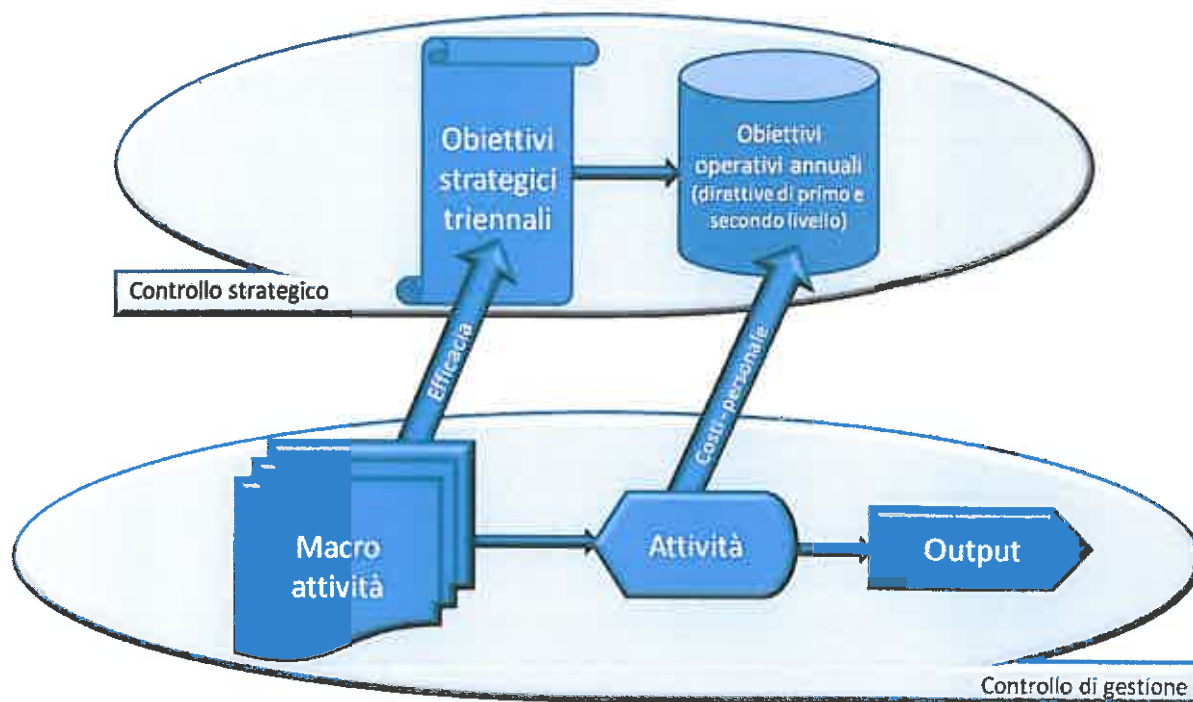 Obiettivi
strategici
triennali
Obiettivi
operativi annuali
(direttive di primo e
secondo livello)
Controllo strategico
Efficacia
Costi - personale
Macro
attività
Attività
Output
Controllo di gestione